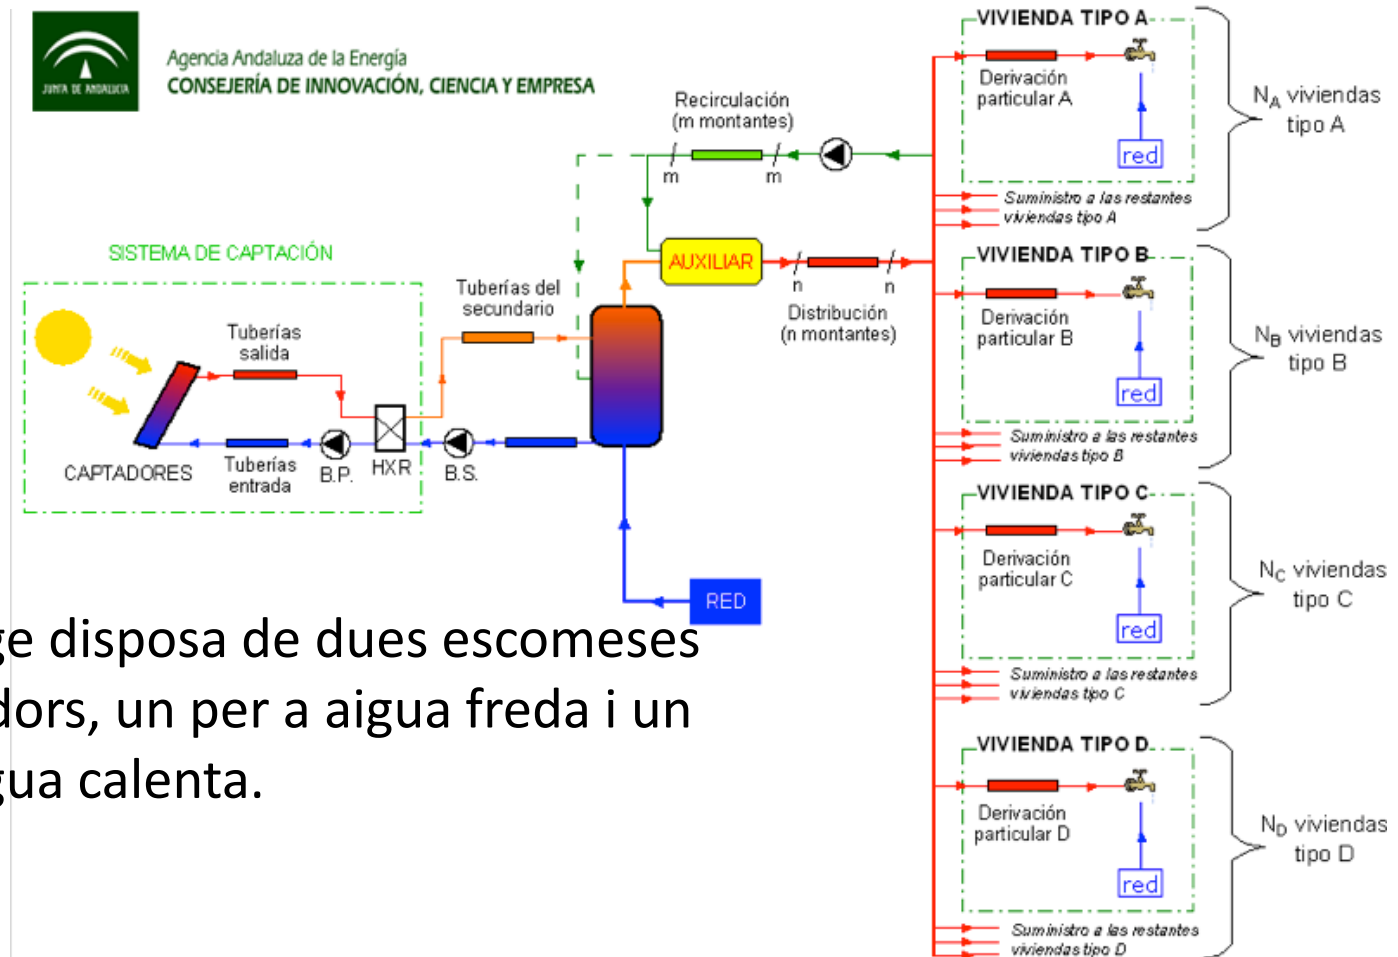 JUNTA DE ANDALUCIA
Agencia Andaluza de la Energía
CONSEJERÍA DE INNOVACIÓN, CIENCIA Y EMPRESA
Recirculación
(m montantes)
m
m
SISTEMA DE CAPTACIÓN
Tuberías
salida
CAPTADORES
Tuberías
entrada
B.P.
HXR
B.S.
Tuberías del
secundario
AUXILIAR
n
n
Distribución
(n montantes)
RED
VIVIENDA TIPO A
Derivación
particular A
red
Suministro a las restantes
viviendas tipo A
NA viviendas
tipo A
VIVIENDA TIPO B
Derivación
particular B
red
Suministro a las restantes
viviendas tipo B
NB viviendas
tipo B
VIVIENDA TIPO C
Derivación
particular C
red
Suministro a las restantes
viviendas tipo C
NC viviendas
tipo C
VIVIENDA TIPO D
Derivación
particular D
red
Suministro a las restantes
viviendas tipo D
ND viviendas
tipo D
ge disposa de dues escomeses
dors, un per a aigua freda i un
gua calenta.